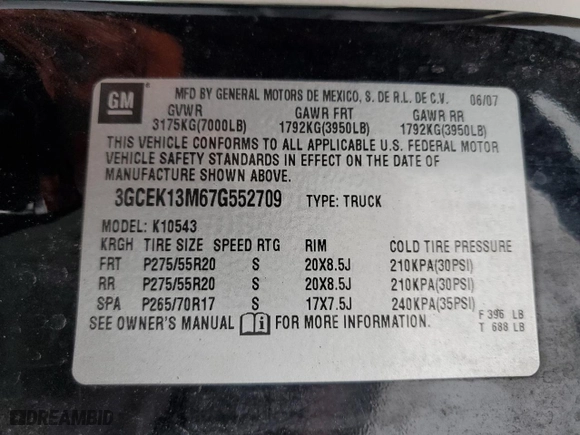 GM ®
MFD BY GENERAL MOTORS DE MEXICO, S. DE R.L. DE C.V. 06/07
GVWR GAWR FRT GAWR RR
3175KG(7000LB) 1792KG(3950LB) 1792KG(3950LB)
THIS VEHICLE CONFORMS TO ALL APPLICABLE U.S. FEDERAL MOTOR
VEHICLE SAFETY STANDARDS IN EFFECT ON THE DATE OF
MANUFACTURE SHOWN ABOVE.
3GCEK13M67G552709 TYPE: TRUCK
MODEL: K10543
KRGH TIRE SIZE SPEED RTG RIM COLD TIRE PRESSURE
FRT P275/55R20 S 20X8.5J 210KPA(30PSI)
RR P275/55R20 S 20X8.5J 210KPA(30PSI)
SPA P265/70R17 S 17X7.5J 240KPA(35PSI)
SEE OWNER'S MANUAL i FOR MORE INFORMATION.
F 396 LB
T 688 LB
DREAMBID